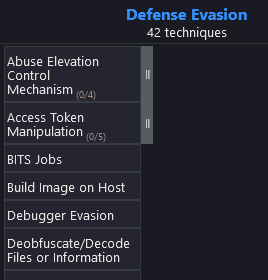 Defense Evasion
42 techniques
Abuse Elevation
Control
Mechanism (0/4)
Access Token
Manipulation (0/5)
BITS Jobs
Build Image on Host
Debugger Evasion
Deobfuscate/Decode
Files or Information